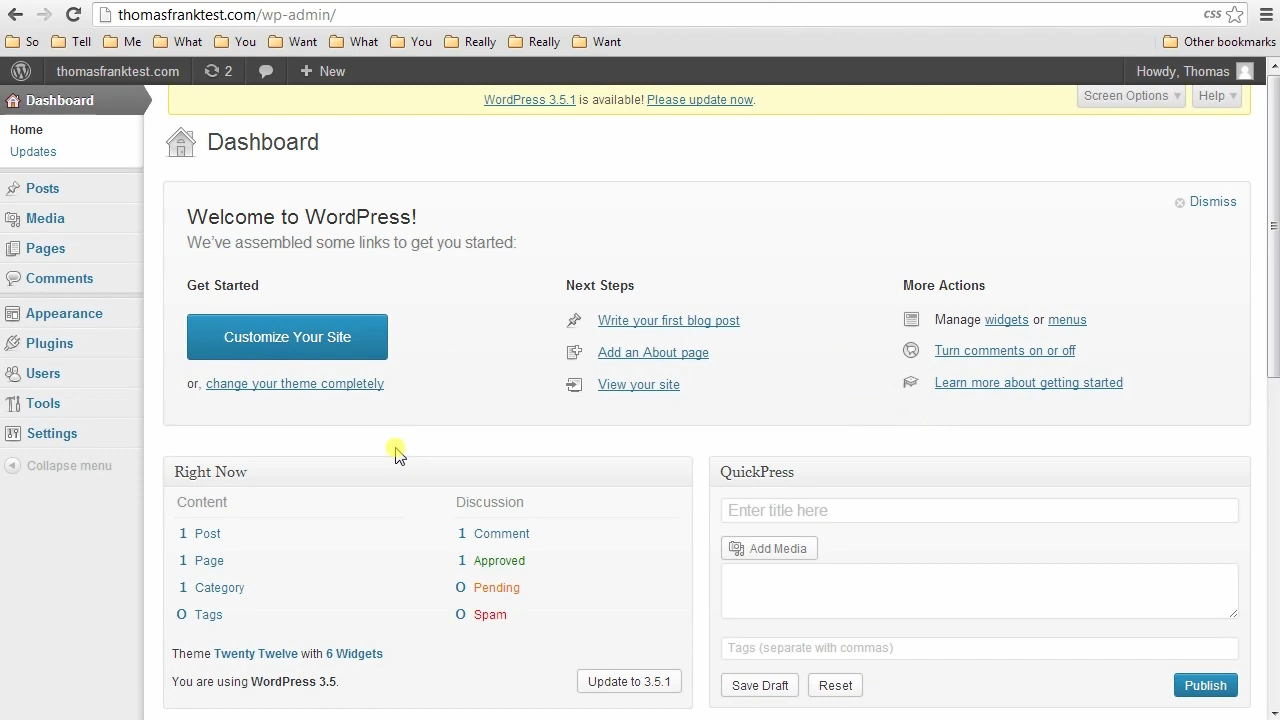 thomasfranktest.com/wp-admin/
css
So Tell Me What You Want What You Really Really Want Other bookmarks
thomasfranktest.com 2 New Howdy, Thomas
Dashboard
Home
Updates
Posts
Media
Pages
Comments
Appearance
Plugins
Users
Tools
Settings
Collapse menu
WordPress 3.5.1 is available! Please update now.
Screen Options Help
Dashboard
Dismiss
Welcome to WordPress!
We've assembled some links to get you started:
Get Started
Customize Your Site
or, change your theme completely
Next Steps
Write your first blog post
Add an About page
View your site
More Actions
Manage widgets or menus
Turn comments on or off
Learn more about getting started
Right Now
Content Discussion
1 Post 1 Comment
1 Page 1 Approved
1 Category 0 Pending
0 Tags 0 Spam
Theme Twenty Twelve with 6 Widgets
You are using WordPress 3.5. Update to 3.5.1
QuickPress
Enter title here
Add Media
Tags (separate with commas)
Save Draft Reset Publish